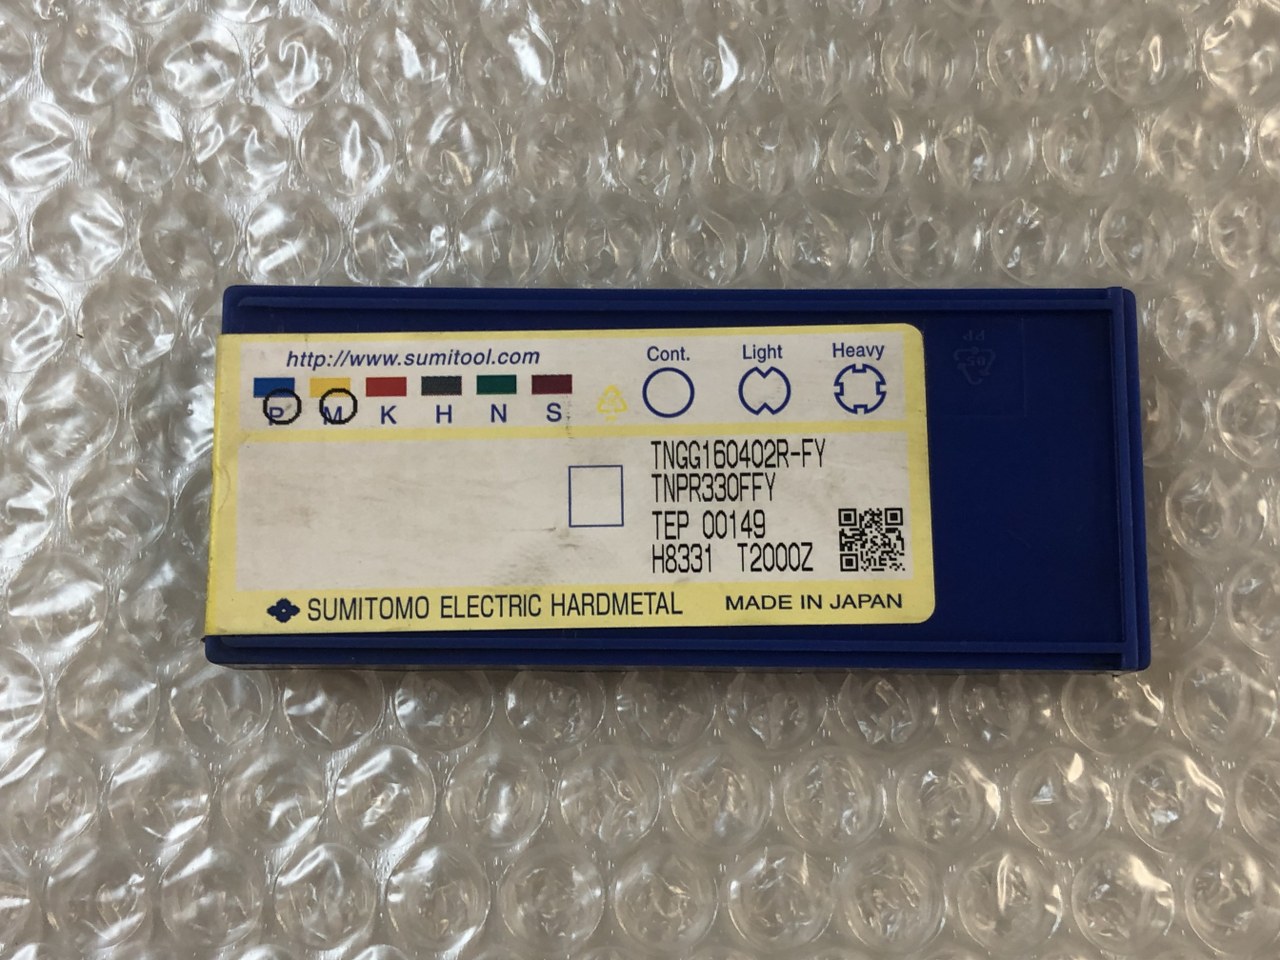 http://www.sumitool.com
P M K H N S
Cont. Light Heavy
TNGG160402R-FY
TNPR330FFY
TEP 00149
H8331 T2000Z
SUMITOMO ELECTRIC HARDMETAL MADE IN JAPAN
PP